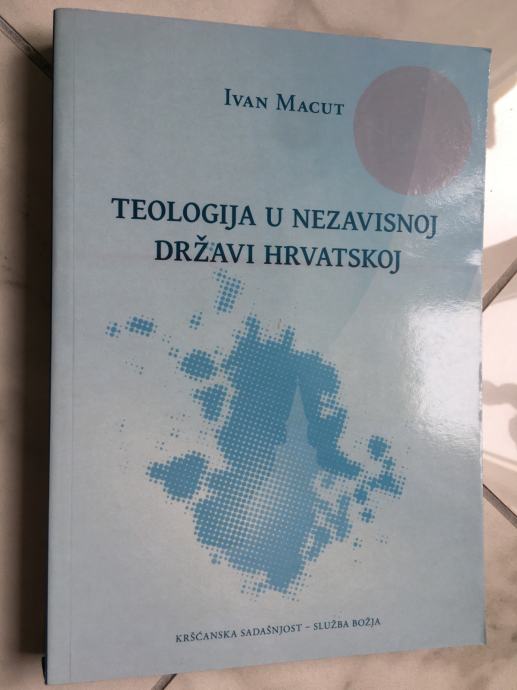 Ivan Macut
TEOLOGIJA U NEZAVISNOJ
DRŽAVI HRVATSKOJ
KRŠĆANSKA SADAŠNJOST – SLUŽBA BOŽJA